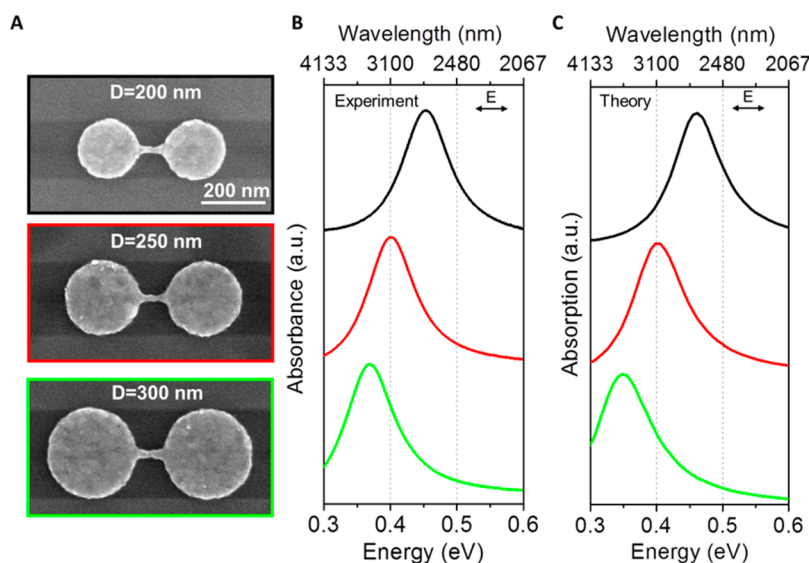 A
D=200 nm
200 nm
D=250 nm
D=300 nm
B
Wavelength (nm)
4133 3100 2480 2067
Experiment
E
Absorbance (a.u.)
0.3 0.4 0.5 0.6
Energy (eV)
C
Wavelength (nm)
4133 3100 2480 2067
Theory
E
Absorption (a.u.)
0.3 0.4 0.5 0.6
Energy (eV)